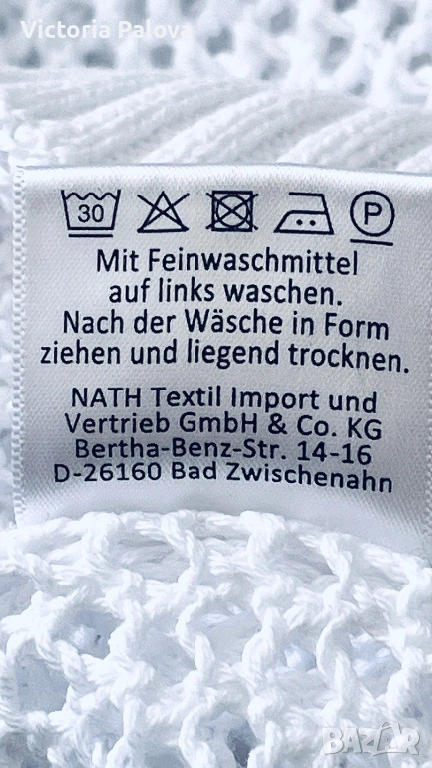 Victoria Palova
30
P
Mit Feinwaschmittel
auf links waschen.
Nach der Wäsche in Form
ziehen und liegend trocknen.
NATH Textil Import und
Vertrieb GmbH & Co. KG
Bertha-Benz-Str. 14-16
D-26160 Bad Zwischenahn
BAZAR